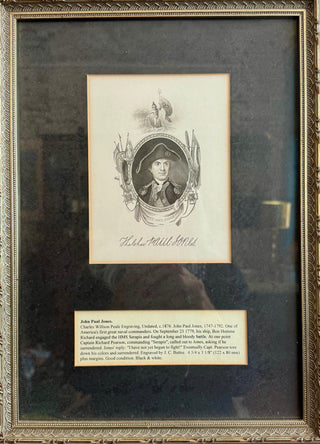 John Paul Jones.
Charles Willson Peale Engraving, Undated, c.1876. John Paul Jones, 1747-1792. One of
America's first great naval commanders. On September 23 1779, his ship, Bon Homme
Richard engaged the HMS Serapis and fought a long and bloody battle. At one point
Captain Richard Pearson, commanding "Serapis", called out to Jones, asking if he
surrendered. Jones' reply: "I have not yet begun to fight!" Eventually Capt. Pearson tore
down his colors and surrendered. Engraved by J. C. Buttre. 4 3/4 x 3 1/8" (122 x 80 mm)
plus margins. Good condition. Black & white.